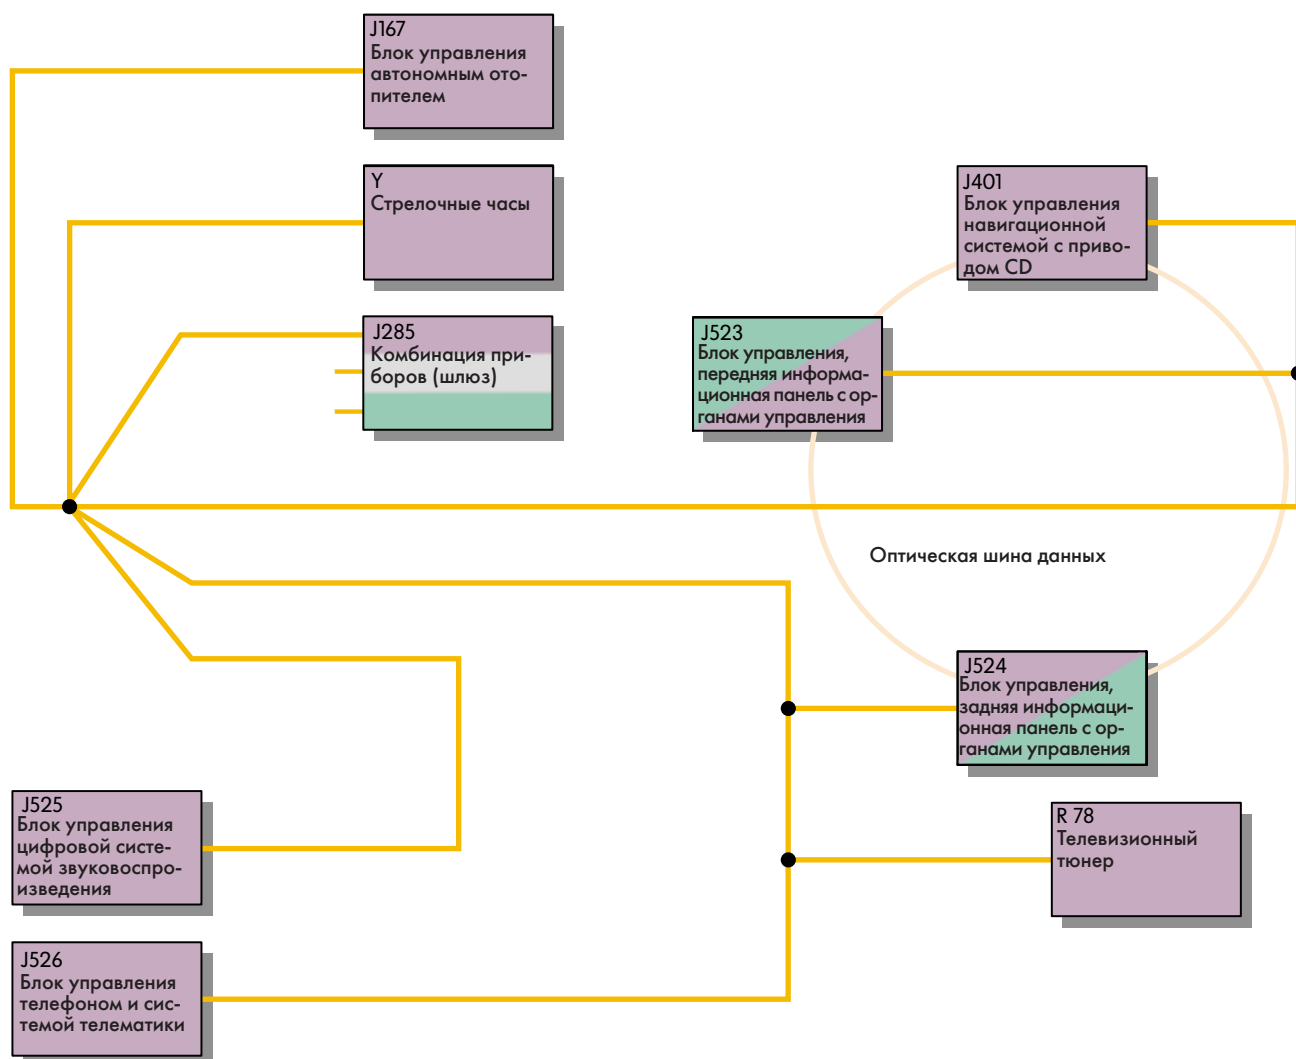 J167
Блок управления
автономным ото-
пителем
Y
Стрелочные часы
J285
Комбинация при-
боров (шлюз)
J401
Блок управления
навигационной
системой с приво-
дом CD
J523
Блок управления,
передняя информа-
ционная панель с ор-
ганами управления
Оптическая шина данных
J524
Блок управления,
задняя информаци-
онная панель с ор-
ганами управления
J525
Блок управления
цифровой систе-
мой звуковоспро-
изведения
R 78
Телевизионный
тюнер
J526
Блок управления
телефоном и сис-
темой телематики